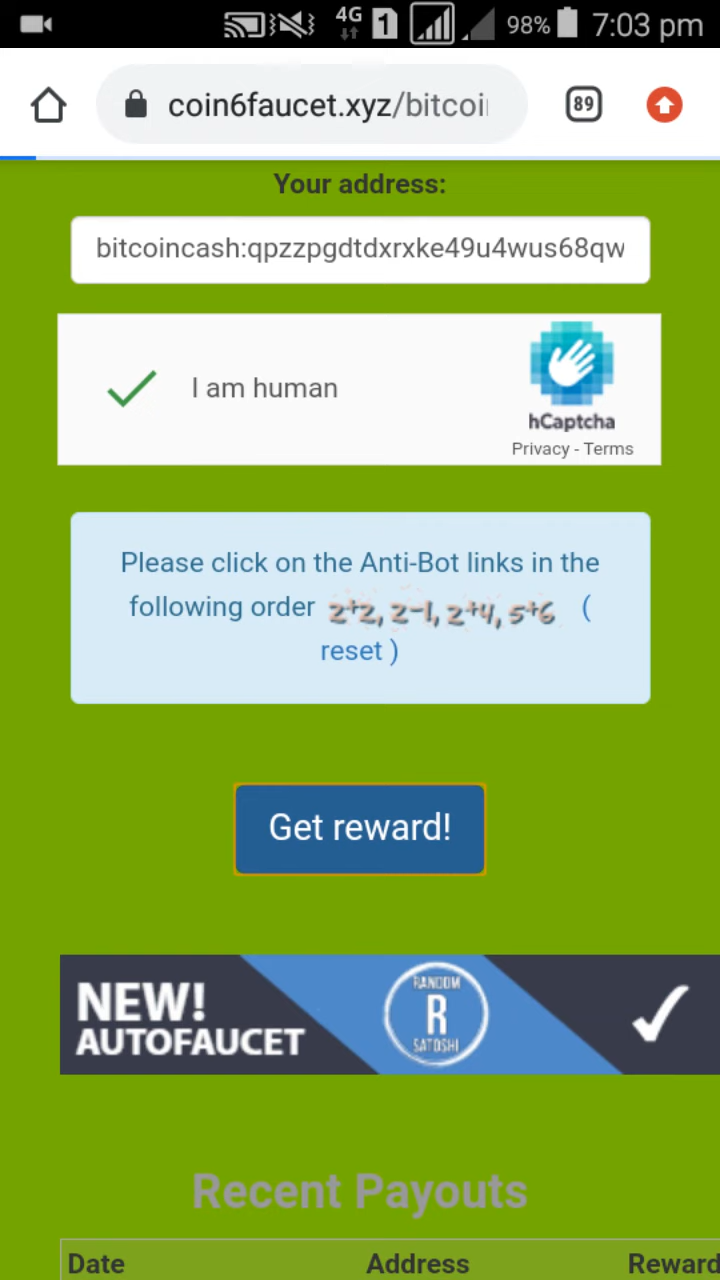 4G 1 98% 7:03 pm
coin6faucet.xyz/bitcoi 89
Your address:
bitcoincash:qpzzpgdtdxrxke49u4wus68qw
I am human
hCaptcha
Privacy - Terms
Please click on the Anti-Bot links in the
following order 2+2, 2-1, 2+4, 5+6 (
reset )
Get reward!
NEW!
AUTOFAUCET
RANDOM
R
SATOSHI
Recent Payouts
Date Address Reward